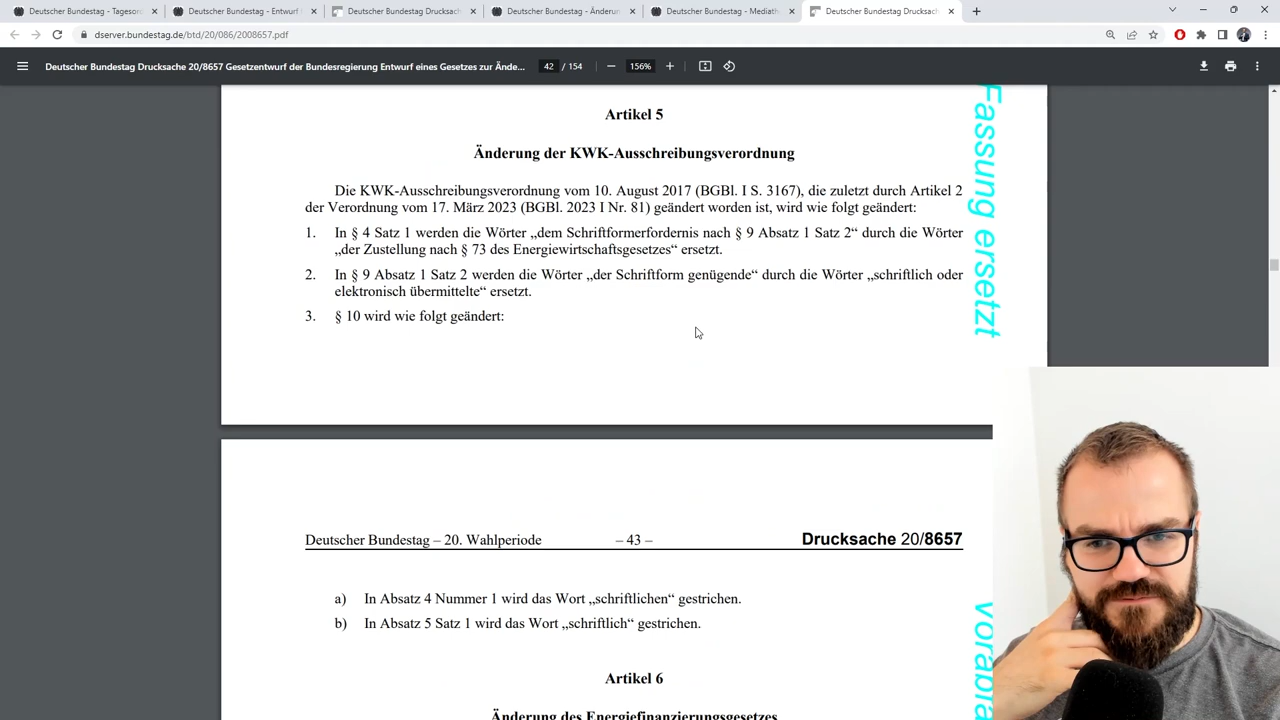 Deutscher Bundestag - Tagesord
Deutscher Bundestag - Entwurf
Deutscher Bundestag Drucksac
Deutscher Bundestag - Änderun
Deutscher Bundestag - Mediath
Deutscher Bundestag Drucksac
dserver.bundestag.de/btd/20/086/2008657.pdf
Deutscher Bundestag Drucksache 20/8657 Gesetzentwurf der Bundesregierung Entwurf eines Gesetzes zur Ände...
42 / 154
156%
Artikel 5
Änderung der KWK-Ausschreibungsverordnung
Die KWK-Ausschreibungsverordnung vom 10. August 2017 (BGBl. I S. 3167), die zuletzt durch Artikel 2
der Verordnung vom 17. März 2023 (BGBl. 2023 I Nr. 81) geändert worden ist, wird wie folgt geändert:
1. In § 4 Satz 1 werden die Wörter „dem Schriftformerfordernis nach § 9 Absatz 1 Satz 2“ durch die Wörter
„der Zustellung nach § 73 des Energiewirtschaftsgesetzes“ ersetzt.
2. In § 9 Absatz 1 Satz 2 werden die Wörter „der Schriftform genügende“ durch die Wörter „schriftlich oder
elektronisch übermittelte“ ersetzt.
3. § 10 wird wie folgt geändert:
Fassung ersetzt
Deutscher Bundestag – 20. Wahlperiode
– 43 –
Drucksache 20/8657
a) In Absatz 4 Nummer 1 wird das Wort „schriftlichen“ gestrichen.
b) In Absatz 5 Satz 1 wird das Wort „schriftlich“ gestrichen.
Artikel 6
Änderung des Energiefinanzierungsgesetzes